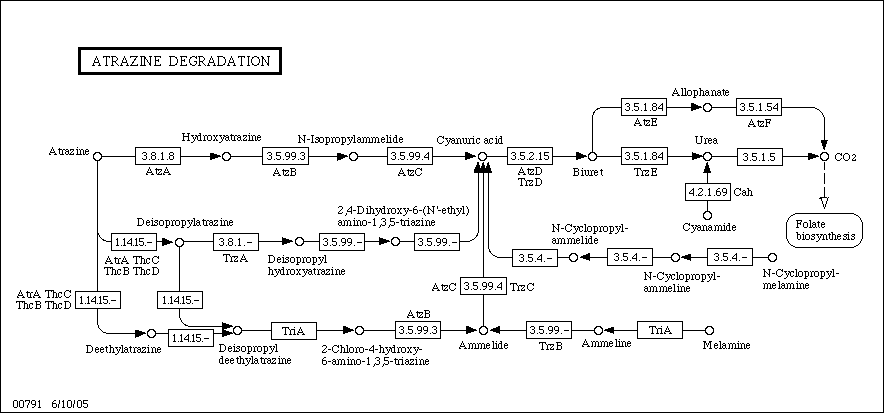 ATRAZINE DEGRADATION
Allophanate
3.5.1.84
3.5.1.54
AtzE
AtzF
Hydroxyatrazine
N-Isopropylammelide
Cyanuric acid
Urea
Atrazine
3.8.1.8
3.5.99.3
3.5.99.4
3.5.2.15
3.5.1.84
3.5.1.5
CO2
AtzA
AtzB
AtzC
AtzD
TrzD
Biuret
TrzE
4.2.1.69
Cah
Cyanamide
Folate
biosynthesis
2,4-Dihydroxy-6-(N'-ethyl)
amino-1,3,5-triazine
Deisopropylatrazine
1.14.15.-
3.8.1.-
3.5.99.-
3.5.99.-
AtrA ThcC
ThcB ThcD
TrzA
Deisopropyl
hydroxyatrazine
N-Cyclopropyl-
ammelide
3.5.4.-
3.5.4.-
3.5.4.-
N-Cyclopropyl-
ammeline
N-Cyclopropyl-
melamine
AtrA ThcC
ThcB ThcD
1.14.15.-
1.14.15.-
AtzC
3.5.99.4
TrzC
Deethylatrazine
1.14.15.-
Deisopropyl
deethylatrazine
TriA
2-Chloro-4-hydroxy-
6-amino-1,3,5-triazine
AtzB
3.5.99.3
Ammelide
3.5.99.-
TrzB
Ammeline
TriA
Melamine
00791 6/10/05